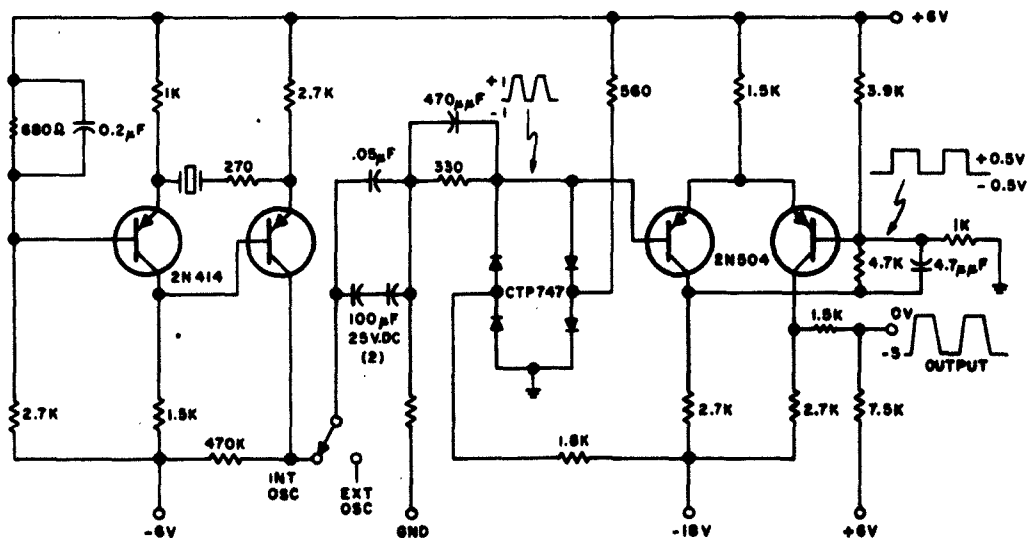 +6V
1K
2.7K
680Ω
0.2μF
270
2N414
2.7K
1.5K
470K
INT
OSC
EXT
OSC
-6V
.05μF
470μμF
330
100μF
25V.DC
(2)
GND
+1
-1
CTP747
560
1.5K
3.9K
+0.5V
-0.5V
1K
2N504
4.7K
4.7μμF
1.5K
0V
-5
OUTPUT
2.7K
2.7K
7.5K
1.8K
-18V
+6V